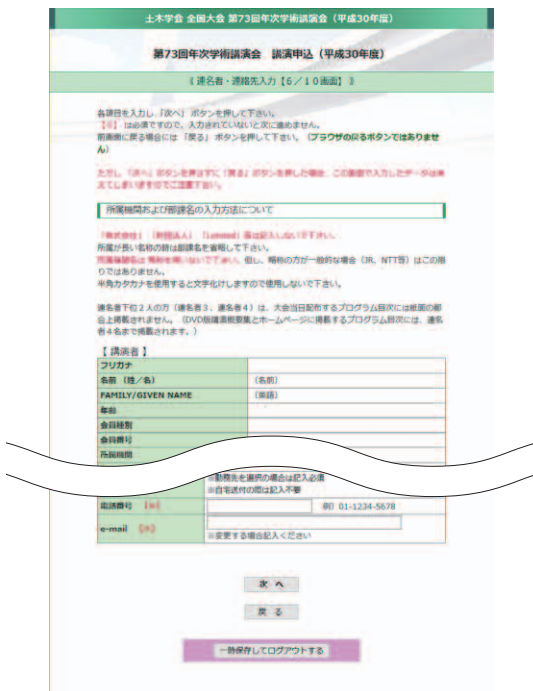 土木学会 全国大会 第73回年次学術講演会（平成30年度）
第73回年次学術講演会　講演申込（平成30年度）
《 連名者・連絡先入力【6／10画面】 》
各項目を入力し、「次へ」ボタンを押して下さい。
【※】は必須ですので、入力されていないと次に進めません。
前画面に戻る場合には「戻る」ボタンを押して下さい。（ブラウザの戻るボタンではありませ
ん）
ただし、「次へ」ボタンを押さずに「戻る」ボタンを押した場合、この画面で入力したデータは消
えてしまいますのでご注意下さい。
所属機関および部課名の入力方法について
「株式会社」「財団法人」「Limited」等は記入しないで下さい。
所属が長い名称の時は部課名を省略して下さい。
所属機関名は 略称を用いないで下さい。但し、略称の方が一般的な場合（JR、NTT等）はこの限
りではありません。
半角カタカナを使用すると文字化けしますので使用しないで下さい。
連名者下位２人の方（連名者３、連名者４）は、大会当日配布するプログラム目次には紙面の都
合上掲載されません。（DVD版講演概要集とホームページに掲載するプログラム目次には、連名
者４名まで掲載されます。）
【 講演者 】
フリガナ
名前（姓／名） （名前）
FAMILY/GIVEN NAME （英語）
年齢
会員種別
会員番号
所属機関
※勤務先を選択の場合は記入必須
※自宅送付の際は記入不要
電話番号 【※】 例）01-1234-5678
e-mail 【※】
※変更する場合記入ください
次 へ
戻 る
一時保存してログアウトする